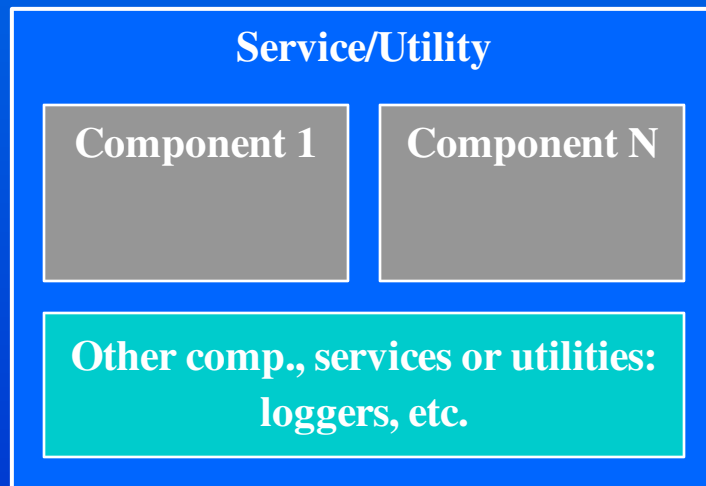 Service/Utility
Component 1
Component N
Other comp., services or utilities:
loggers, etc.